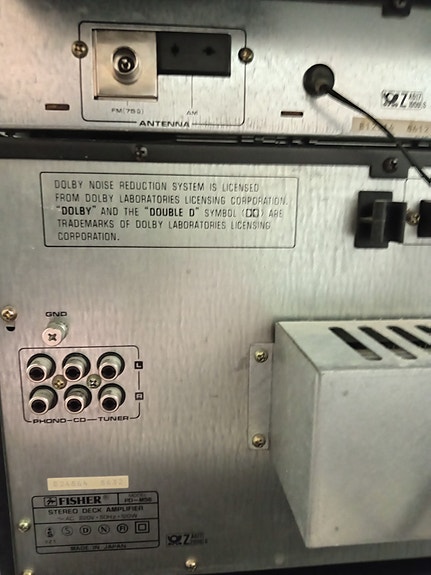 FM(75Ω)
AM
ANTENNA
Z
DOLBY NOISE REDUCTION SYSTEM IS LICENSED
FROM DOLBY LABORATORIES LICENSING CORPORATION.
"DOLBY" AND THE "DOUBLE D" SYMBOL (DD) ARE
TRADEMARKS OF DOLBY LABORATORIES LICENSING
CORPORATION.
GND
L
R
PHONO CD TUNER
FISHER
STEREO DECK AMPLIFIER
S D N FI
MADE IN JAPAN
Z